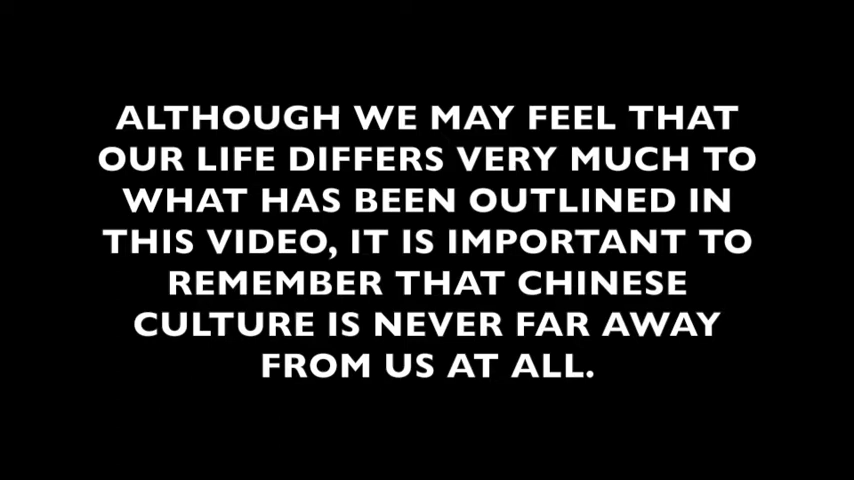 ALTHOUGH WE MAY FEEL THAT
OUR LIFE DIFFERS VERY MUCH TO
WHAT HAS BEEN OUTLINED IN
THIS VIDEO, IT IS IMPORTANT TO
REMEMBER THAT CHINESE
CULTURE IS NEVER FAR AWAY
FROM US AT ALL.